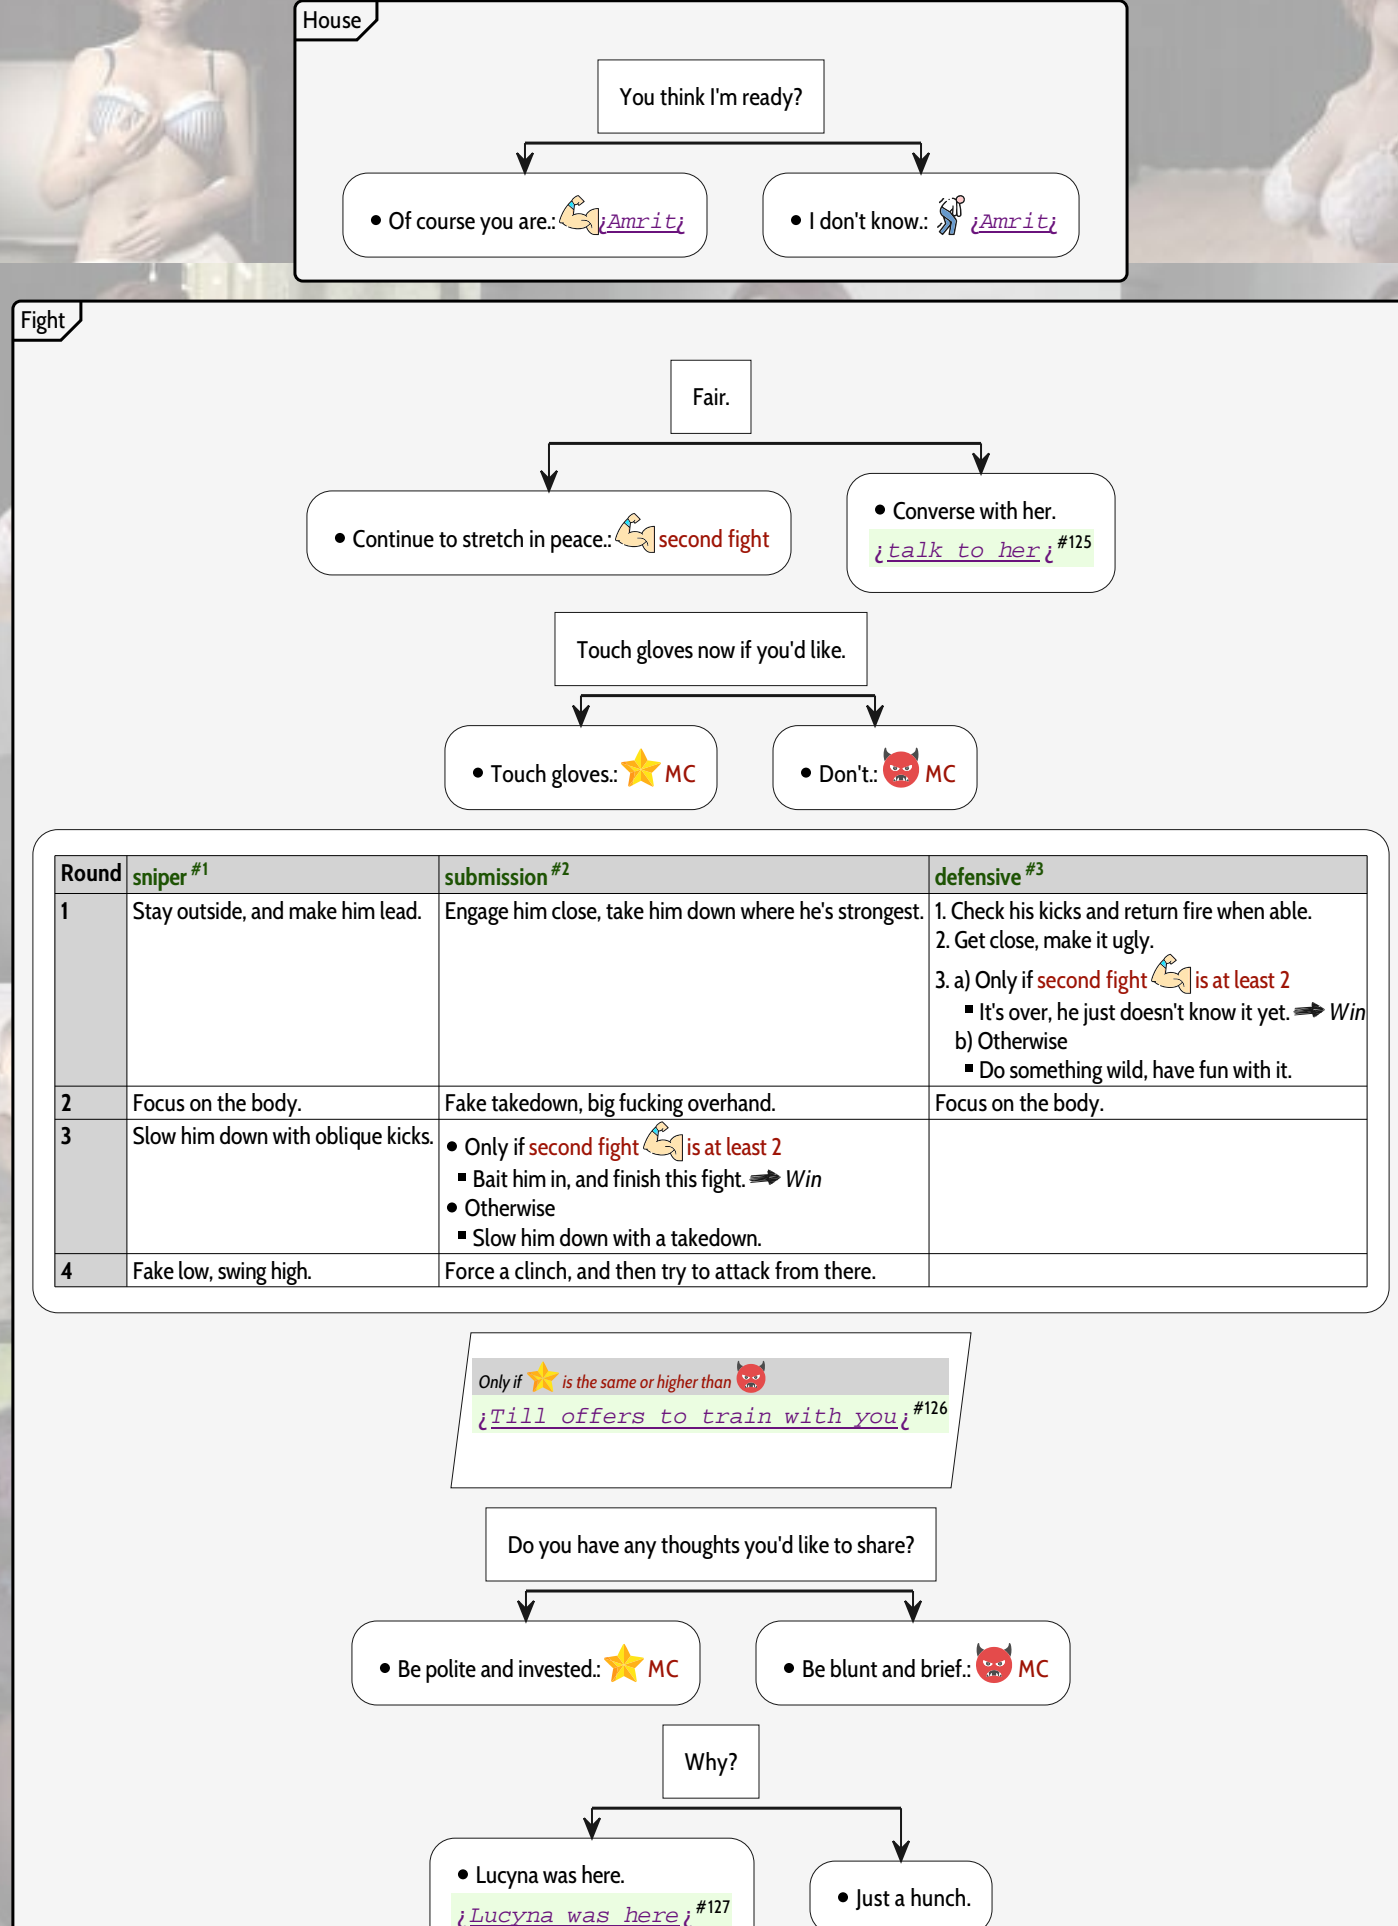 House
You think I'm ready?
• Of course you are.: ¿Amrit¿
• I don't know.: ¿Amrit¿
Fight
Fair.
• Continue to stretch in peace.: second fight
• Converse with her.
¿talk to her¿ #125
Touch gloves now if you'd like.
• Touch gloves.: MC
• Don't.: MC
Round sniper #1 submission #2 defensive #3
1 Stay outside, and make him lead. Engage him close, take him down where he's strongest. 1. Check his kicks and return fire when able.
2. Get close, make it ugly.
3. a) Only if second fight is at least 2
▪ It's over, he just doesn't know it yet. Win
b) Otherwise
▪ Do something wild, have fun with it.
2 Focus on the body. Fake takedown, big fucking overhand. Focus on the body.
3 Slow him down with oblique kicks. • Only if second fight is at least 2
▪ Bait him in, and finish this fight. Win
• Otherwise
▪ Slow him down with a takedown.
4 Fake low, swing high. Force a clinch, and then try to attack from there.
Only if is the same or higher than
¿Till offers to train with you¿ #126
Do you have any thoughts you'd like to share?
• Be polite and invested.: MC
• Be blunt and brief.: MC
Why?
• Lucyna was here.
¿Lucyna was here¿ #127
• Just a hunch.